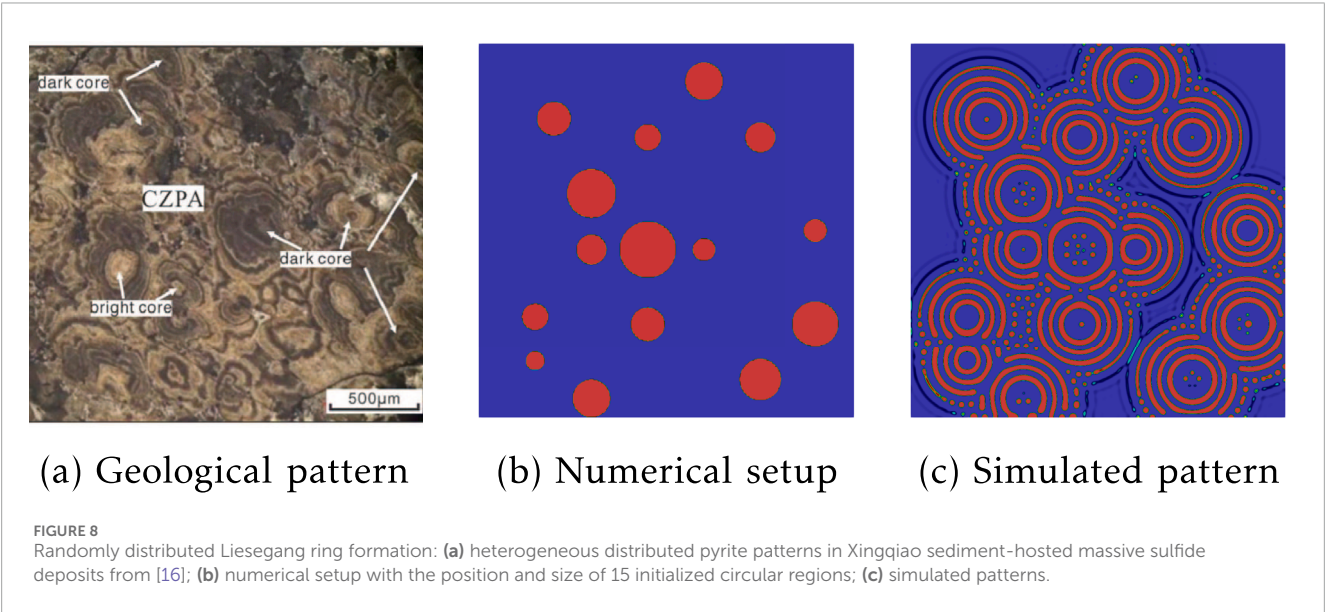 dark core
CZPA
dark core
bright core
500μm
(a) Geological pattern
(b) Numerical setup
(c) Simulated pattern
FIGURE 8
Randomly distributed Liesegang ring formation: (a) heterogeneous distributed pyrite patterns in Xingqiao sediment-hosted massive sulfide
deposits from [16]; (b) numerical setup with the position and size of 15 initialized circular regions; (c) simulated patterns.